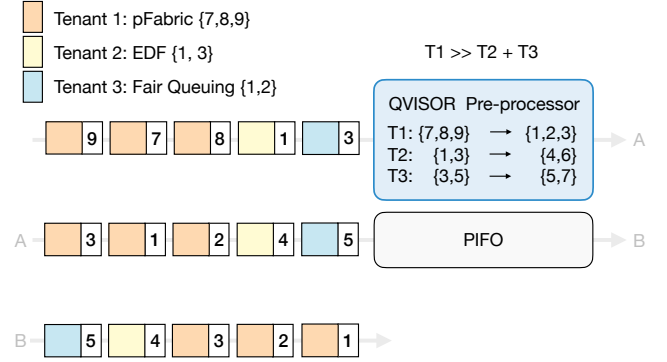 Tenant 1: pFabric {7,8,9}
Tenant 2: EDF {1, 3}
Tenant 3: Fair Queuing {1,2}
T1 >> T2 + T3
QVISOR Pre-processor
T1: {7,8,9} → {1,2,3}
T2: {1,3} → {4,6}
T3: {3,5} → {5,7}
9 7 8 1 3 A
A 3 1 2 4 5 PIFO B
B 5 4 3 2 1